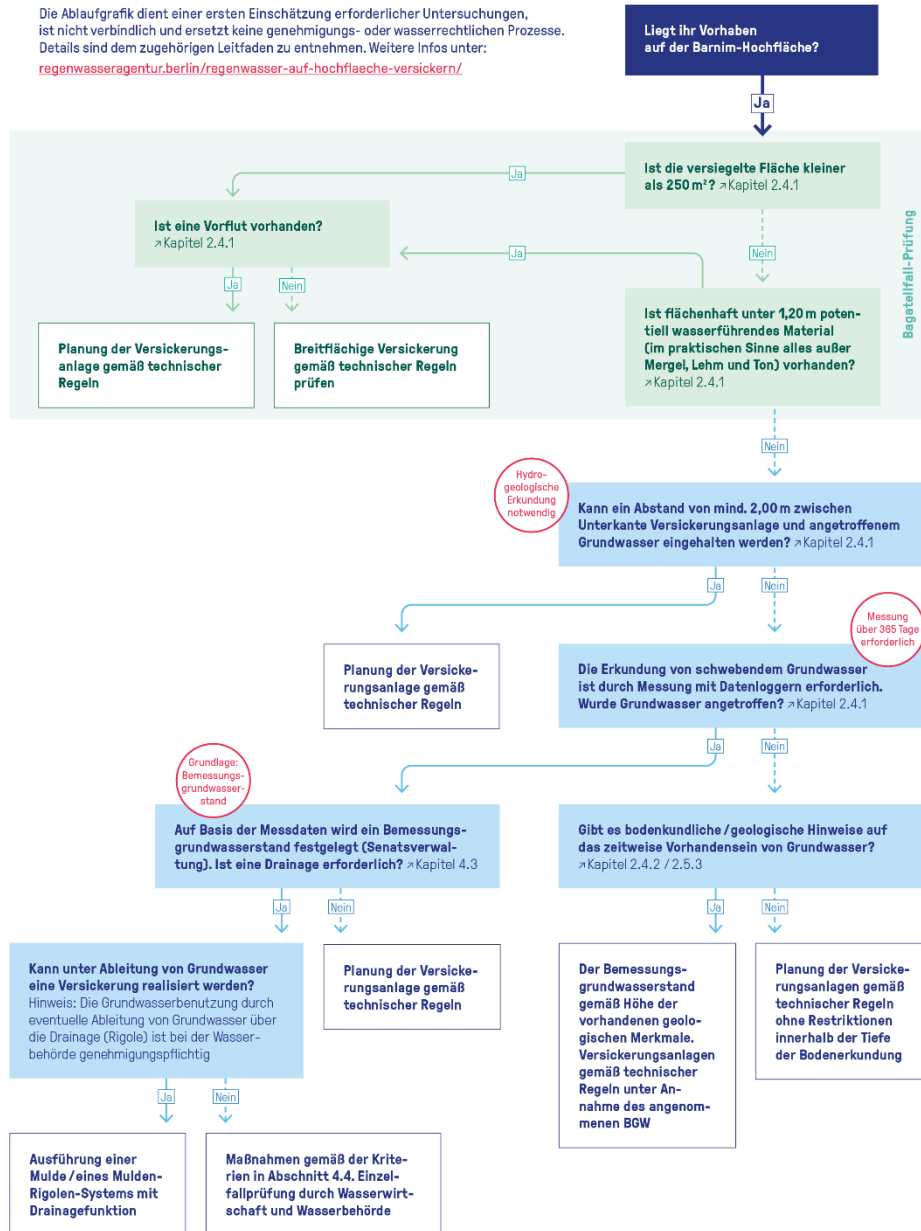 Die Ablaufgrafik dient einer ersten Einschätzung erforderlicher Untersuchungen,
ist nicht verbindlich und ersetzt keine genehmigungs- oder wasserrechtlichen Prozesse.
Details sind dem zugehörigen Leitfaden zu entnehmen. Weitere Infos unter:
regenwasseragentur.berlin/regenwasser-auf-hochflaeche-versickern/
Liegt ihr Vorhaben
auf der Barnim-Hochfläche?
Ja
Bagatellfall-Prüfung
Ist die versiegelte Fläche kleiner
als 250 m²? ↗Kapitel 2.4.1
Ja
Nein
Ist eine Vorflut vorhanden?
↗Kapitel 2.4.1
Ja
Ja
Nein
Ist flächenhaft unter 1,20 m poten-
tiell wasserführendes Material
(im praktischen Sinne alles außer
Mergel, Lehm und Ton) vorhanden?
↗Kapitel 2.4.1
Planung der Versickerungs-
anlage gemäß technischer
Regeln
Breitflächige Versickerung
gemäß technischer Regeln
prüfen
Nein
Hydro-
geologische
Erkundung
notwendig
Kann ein Abstand von mind. 2,00 m zwischen
Unterkante Versickerungsanlage und angetroffenem
Grundwasser eingehalten werden? ↗Kapitel 2.4.1
Ja
Nein
Messung
über 365 Tage
erforderlich
Planung der Versicke-
rungsanlage gemäß
technischer Regeln
Die Erkundung von schwebendem Grundwasser
ist durch Messung mit Datenloggern erforderlich.
Wurde Grundwasser angetroffen? ↗Kapitel 2.4.1
Ja
Nein
Grundlage:
Bemessungs-
grundwasser-
stand
Auf Basis der Messdaten wird ein Bemessungs-
grundwasserstand festgelegt (Senatsverwal-
tung). Ist eine Drainage erforderlich? ↗Kapitel 4.3
Gibt es bodenkundliche / geologische Hinweise auf
das zeitweise Vorhandensein von Grundwasser?
↗Kapitel 2.4.2 / 2.5.3
Ja
Nein
Ja
Nein
Kann unter Ableitung von Grundwasser
eine Versickerung realisiert werden?
Hinweis: Die Grundwasserbenutzung durch
eventuelle Ableitung von Grundwasser über
die Drainage (Rigole) ist bei der Wasser-
behörde genehmigungspflichtig
Planung der Versicke-
rungsanlage gemäß
technischer Regeln
Der Bemessungs-
grundwasserstand
gemäß Höhe der
vorhandenen geolo-
gischen Merkmale.
Versickerungsanlagen
gemäß technischer
Regeln unter An-
nahme des angenom-
menen BGW
Planung der Versicke-
rungsanlagen gemäß
technischer Regeln
ohne Restriktionen
innerhalb der Tiefe
der Bodenerkundung
Ja
Nein
Ausführung einer
Mulde / eines Mulden-
Rigolen-Systems mit
Drainagefunktion
Maßnahmen gemäß der Krite-
rien in Abschnitt 4.4. Einzel-
fallprüfung durch Wasserwirt-
schaft und Wasserbehörde